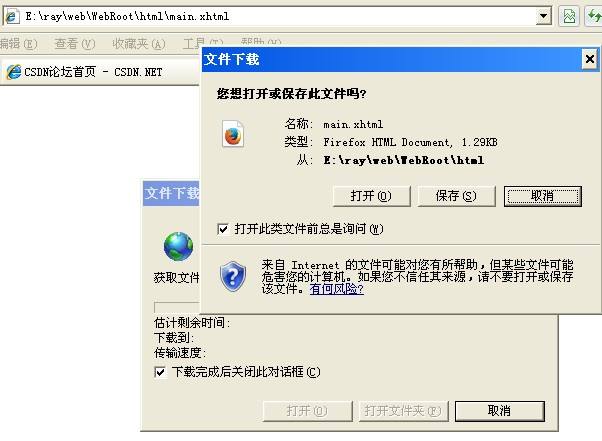 E:\ray\web\WebRoot\html\main.xhtml
编辑(E) 查看(V) 收藏夹(A) 工具(T) 帮助(H)
CSDN论坛首页 - CSDN.NET
文件下载
您想打开或保存此文件吗?
名称: main.xhtml
类型: Firefox HTML Document, 1.29KB
从: E:\ray\web\WebRoot\html
打开(O) 保存(S) 取消
打开此类文件前总是询问(W)
来自 Internet 的文件可能对您有所帮助,但某些文件可能
危害您的计算机。如果您不信任其来源,请不要打开或保存
该文件。有何风险?
文件下载
获取文件
估计剩余时间:
下载到:
传输速度:
下载完成后关闭此对话框(C)
打开(O) 打开文件夹(F) 取消